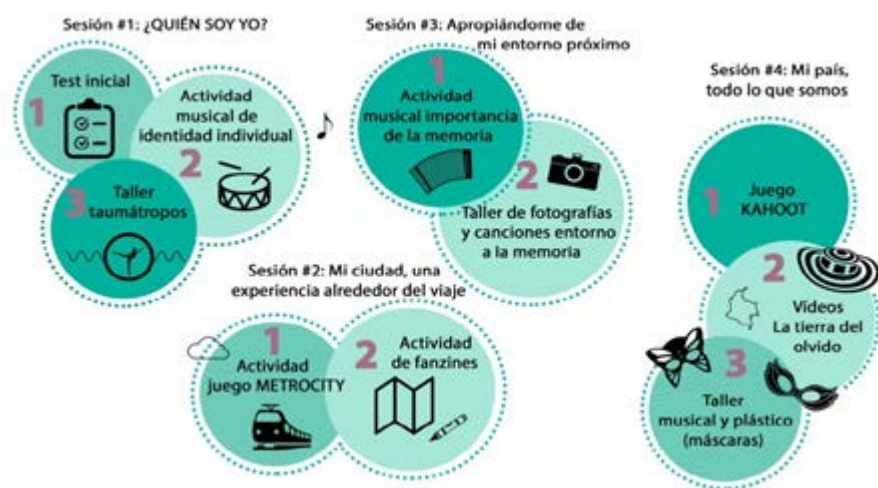 Sesión #1: ¿QUIÉN SOY YO?
1
Test inicial
2
Actividad
musical de
identidad individual
3
Taller
taumátropos
Sesión #2: Mi ciudad, una
experiencia alrededor del viaje
1
Actividad
juego METROCITY
2
Actividad
de fanzines
Sesión #3: Apropiándome de
mi entorno próximo
1
Actividad
musical importancia
de la memoria
2
Taller de fotografías
y canciones entorno
a la memoria
Sesión #4: Mi país,
todo lo que somos
1
Juego
KAHOOT
2
Vídeos
La tierra del
olvido
3
Taller
musical y plástico
(máscaras)